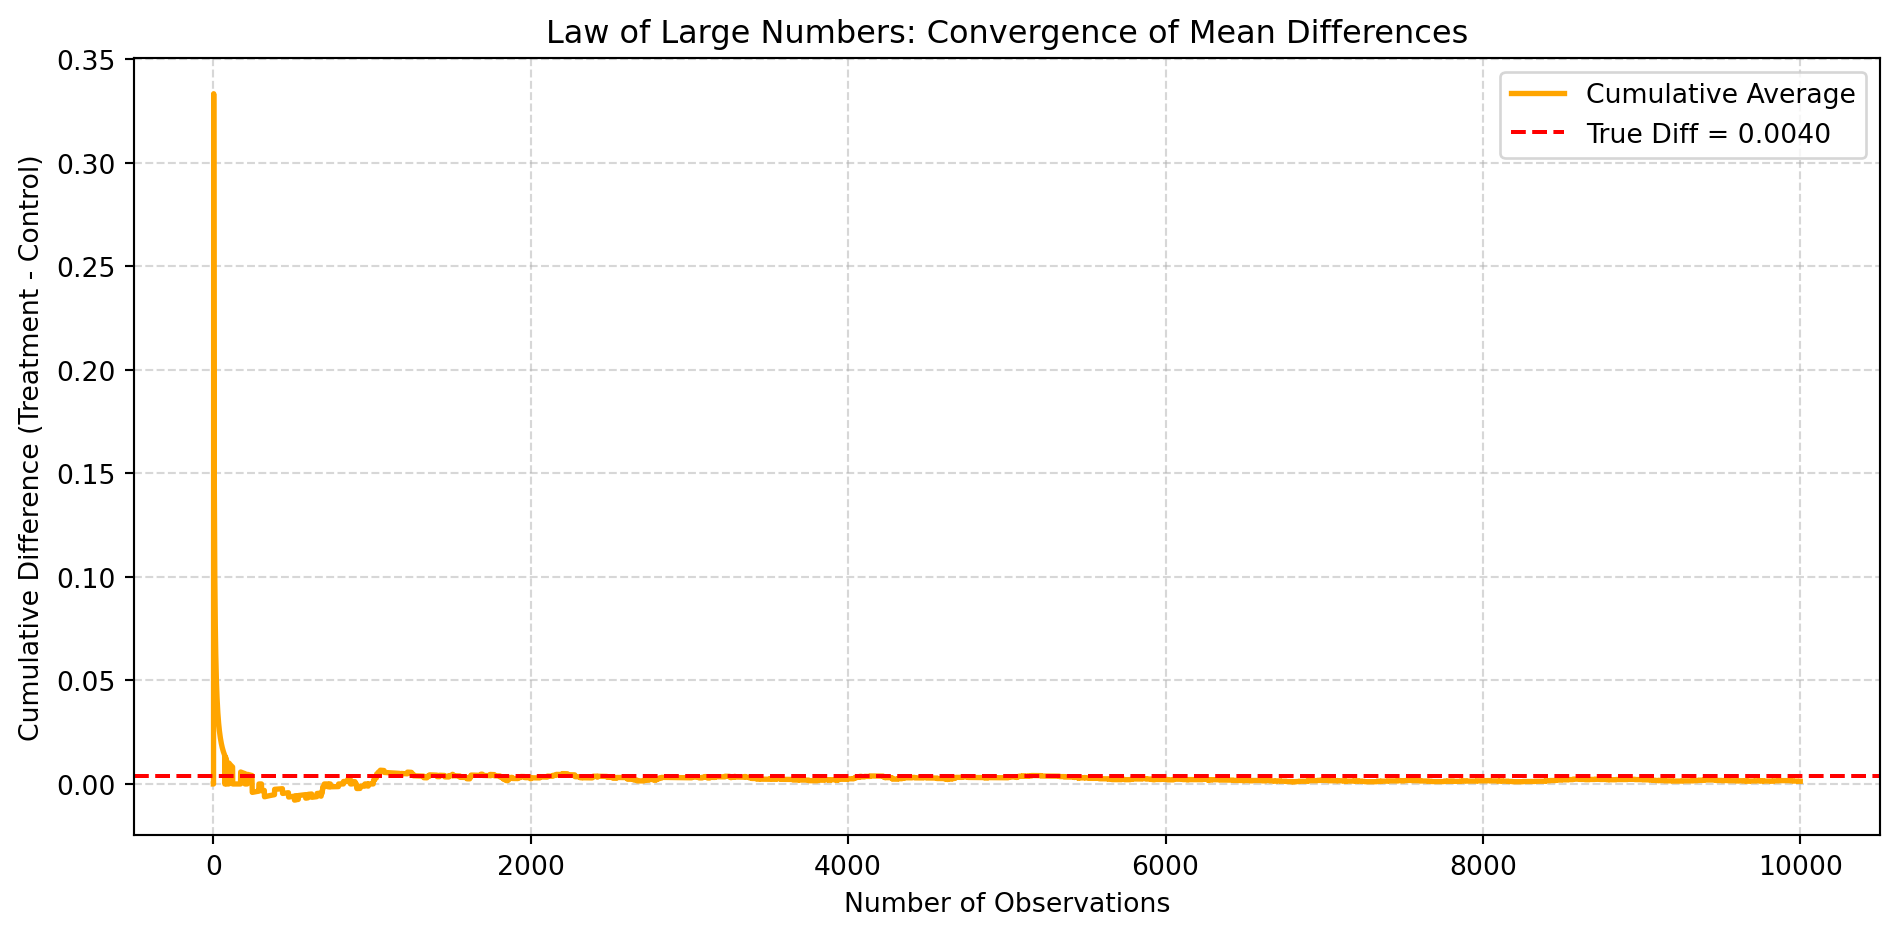 Law of Large Numbers: Convergence of Mean Differences
Cumulative Average
True Diff = 0.0040
Cumulative Difference (Treatment - Control)
0.35
0.30
0.25
0.20
0.15
0.10
0.05
0.00
0 2000 4000 6000 8000 10000
Number of Observations